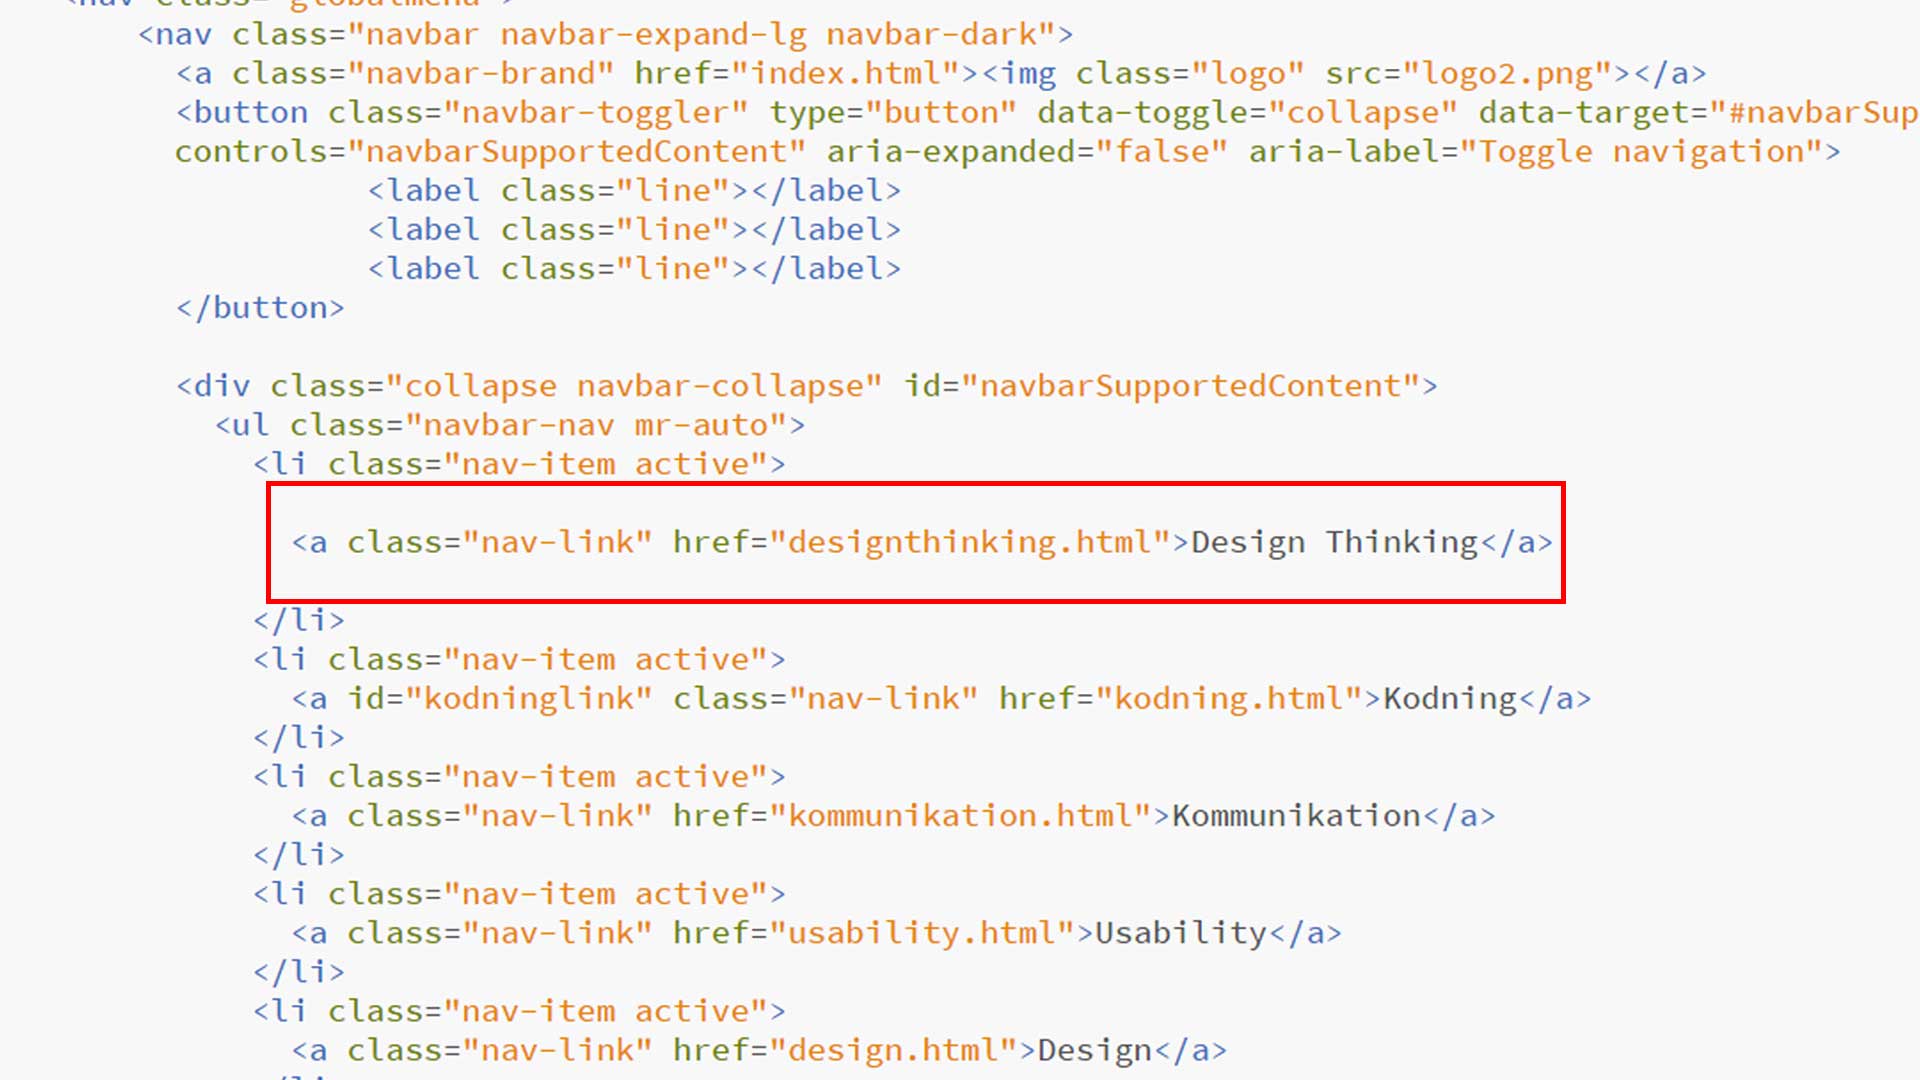 <nav class="globalmenu">
<nav class="navbar navbar-expand-lg navbar-dark">
<a class="navbar-brand" href="index.html"><img class="logo" src="logo2.png"></a>
<button class="navbar-toggler" type="button" data-toggle="collapse" data-target="#navbarSup
controls="navbarSupportedContent" aria-expanded="false" aria-label="Toggle navigation">
<label class="line"></label>
<label class="line"></label>
<label class="line"></label>
</button>
<div class="collapse navbar-collapse" id="navbarSupportedContent">
<ul class="navbar-nav mr-auto">
<li class="nav-item active">
<a class="nav-link" href="designthinking.html">Design Thinking</a>
</li>
<li class="nav-item active">
<a id="kodninglink" class="nav-link" href="kodning.html">Kodning</a>
</li>
<li class="nav-item active">
<a class="nav-link" href="kommunikation.html">Kommunikation</a>
</li>
<li class="nav-item active">
<a class="nav-link" href="usability.html">Usability</a>
</li>
<li class="nav-item active">
<a class="nav-link" href="design.html">Design</a>